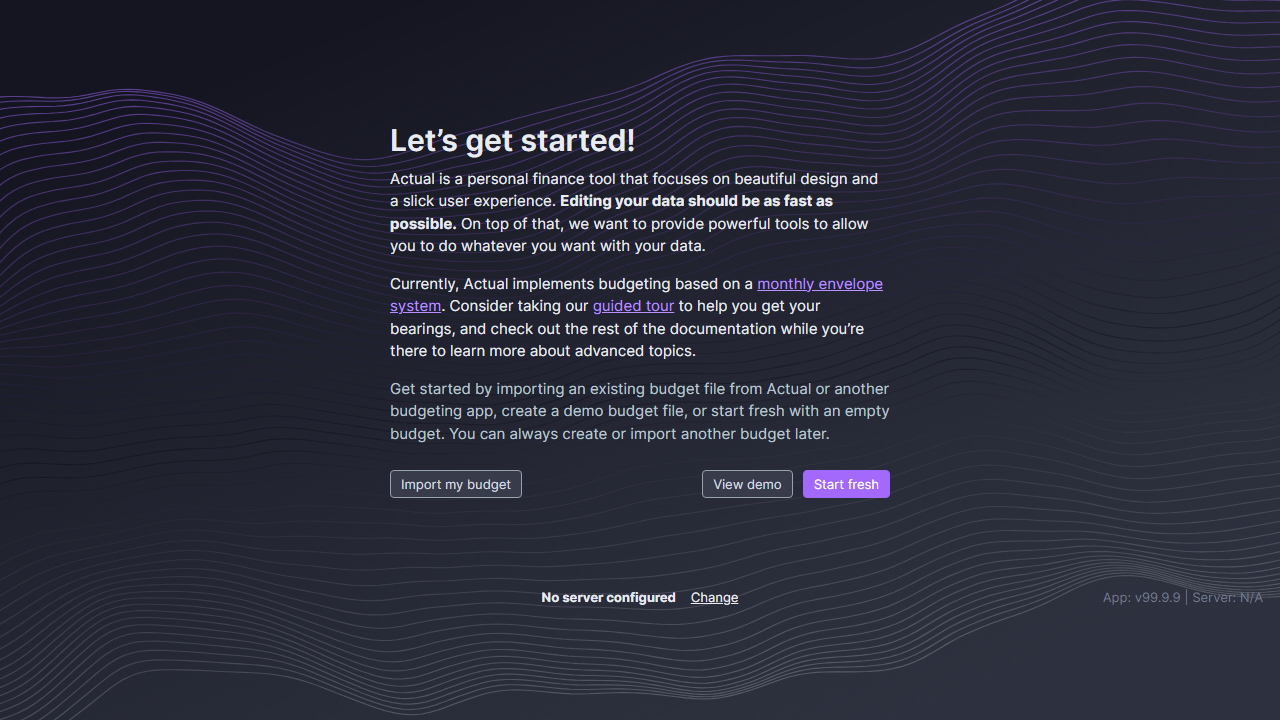 Let’s get started!
Actual is a personal finance tool that focuses on beautiful design and
a slick user experience. Editing your data should be as fast as
possible. On top of that, we want to provide powerful tools to allow
you to do whatever you want with your data.
Currently, Actual implements budgeting based on a monthly envelope
system. Consider taking our guided tour to help you get your
bearings, and check out the rest of the documentation while you’re
there to learn more about advanced topics.
Get started by importing an existing budget file from Actual or another
budgeting app, create a demo budget file, or start fresh with an empty
budget. You can always create or import another budget later.
Import my budget View demo Start fresh
No server configured Change App: v99.9.9 | Server: N/A